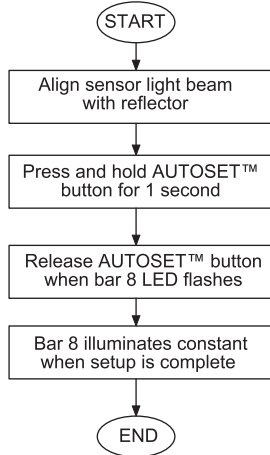 START
Align sensor light beam
with reflector
Press and hold AUTOSET™
button for 1 second
Release AUTOSET™ button
when bar 8 LED flashes
Bar 8 illuminates constant
when setup is complete
END